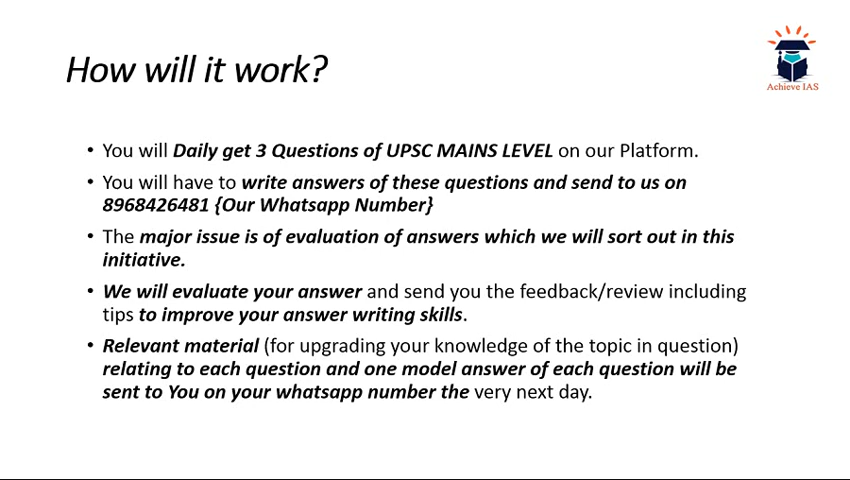 How will it work?
Achieve IAS
• You will Daily get 3 Questions of UPSC MAINS LEVEL on our Platform.
• You will have to write answers of these questions and send to us on
8968426481 {Our Whatsapp Number}
• The major issue is of evaluation of answers which we will sort out in this
initiative.
• We will evaluate your answer and send you the feedback/review including
tips to improve your answer writing skills.
• Relevant material (for upgrading your knowledge of the topic in question)
relating to each question and one model answer of each question will be
sent to You on your whatsapp number the very next day.